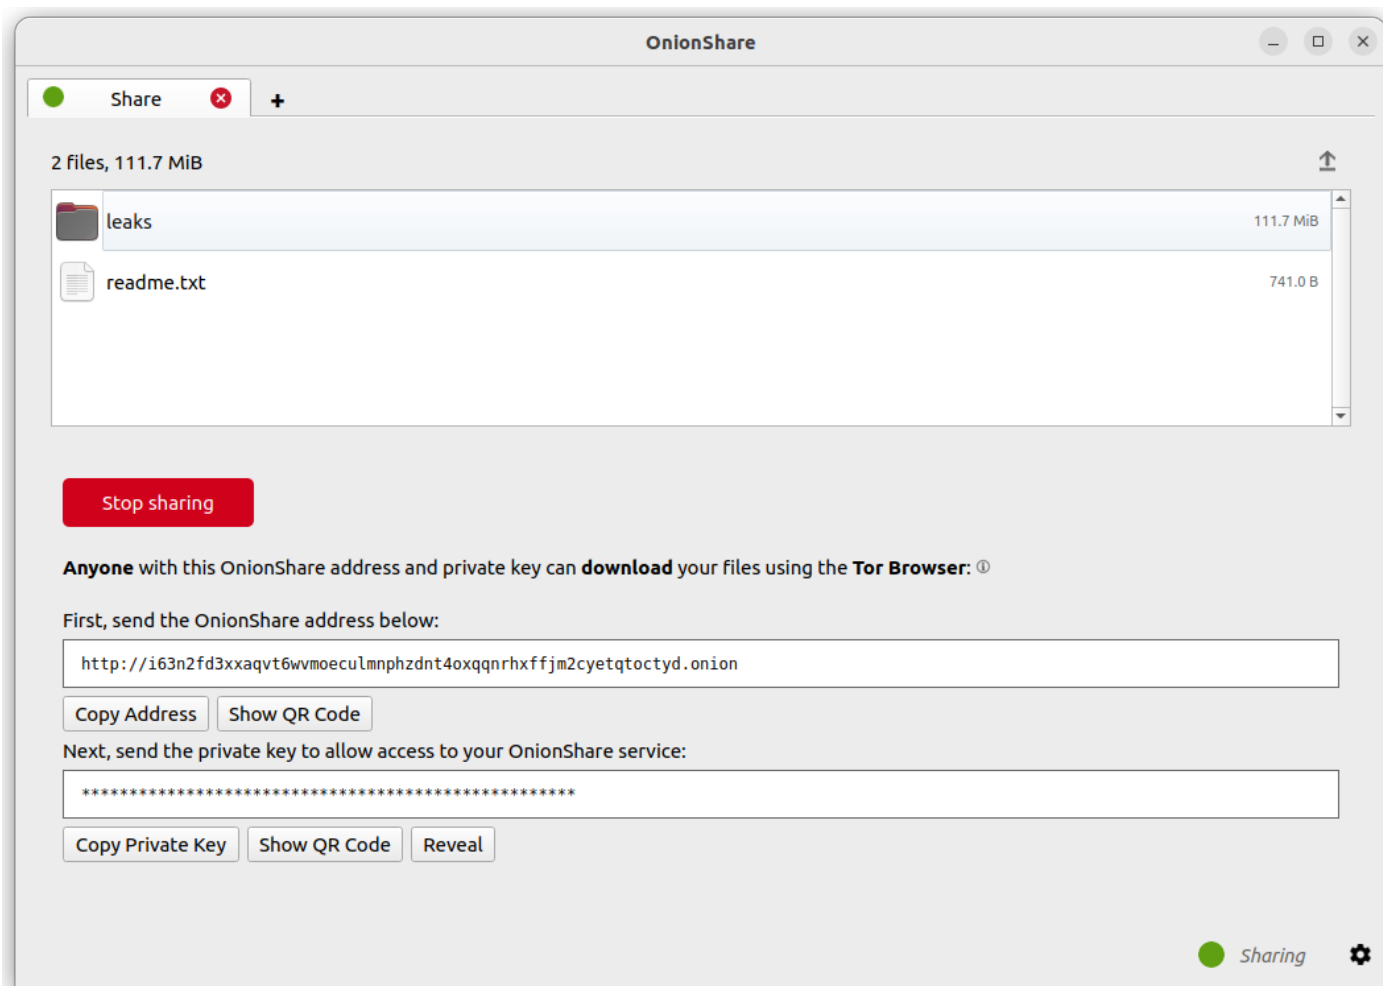 OnionShare
Share
2 files, 111.7 MiB
leaks 111.7 MiB
readme.txt 741.0 B
Stop sharing
Anyone with this OnionShare address and private key can download your files using the Tor Browser:
First, send the OnionShare address below:
http://i63n2fd3xxaqvt6wvmoeculmnphzdnt4oxqqnrhxffjm2cyetqtoctyd.onion
Copy Address Show QR Code
Next, send the private key to allow access to your OnionShare service:
****************************************************
Copy Private Key Show QR Code Reveal
Sharing